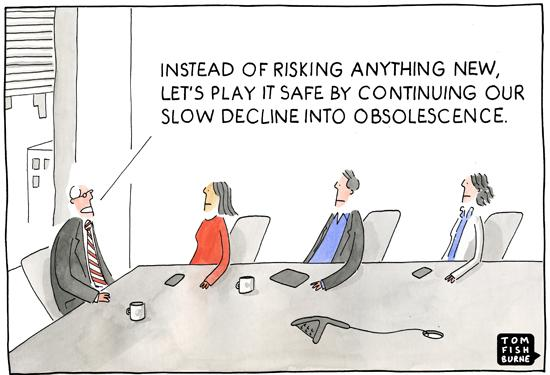 INSTEAD OF RISKING ANYTHING NEW,
LET'S PLAY IT SAFE BY CONTINUING OUR
SLOW DECLINE INTO OBSOLESCENCE.
TOM
FISH
BURNE